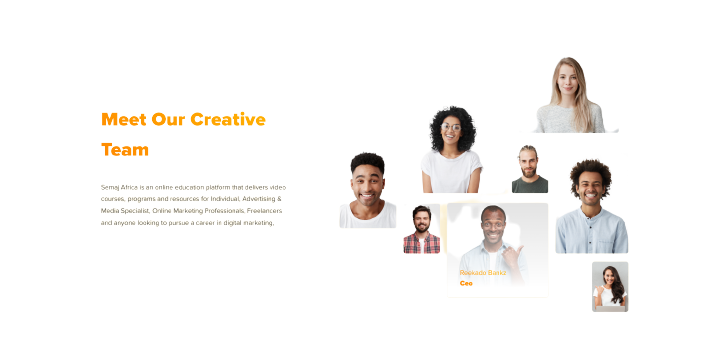 Meet Our Creative
Team
Semaj Africa is an online education platform that delivers video
courses, programs and resources for Individual, Advertising &
Media Specialist, Online Marketing Professionals, Freelancers
and anyone looking to pursue a career in digital marketing,
Reekado Banks
Ceo